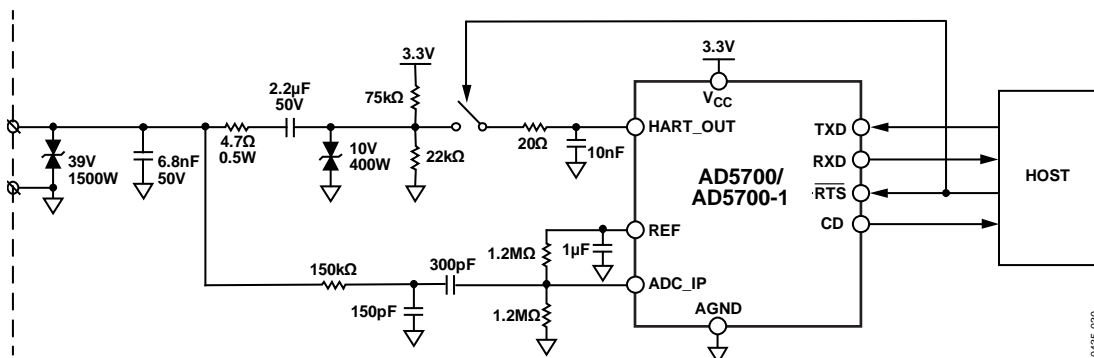 3.3V
75kΩ
2.2µF
50V
4.7Ω
0.5W
39V
1500W
6.8nF
50V
10V
400W
22kΩ
20Ω
10nF
3.3V
VCC
HART_OUT
TXD
RXD
RTS
CD
AD5700/
AD5700-1
HOST
REF
1.2MΩ
1µF
ADC_IP
150kΩ
300pF
150pF
1.2MΩ
AGND